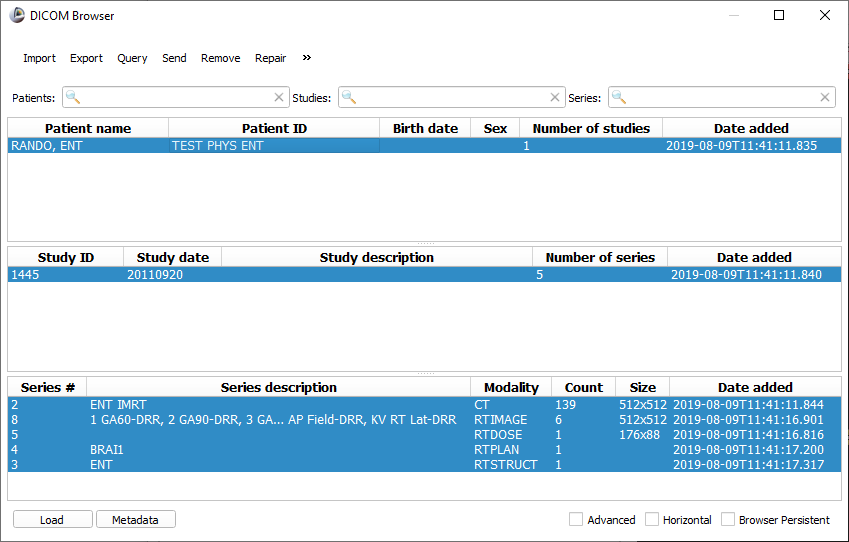 DICOM Browser
Import Export Query Send Remove Repair »
Patients: Studies: Series:
Patient name Patient ID Birth date Sex Number of studies Date added
RANDO, ENT TEST PHYS ENT 1 2019-08-09T11:41:11.835
Study ID Study date Study description Number of series Date added
1445 20110920 5 2019-08-09T11:41:11.840
Series # Series description Modality Count Size Date added
2 ENT IMRT CT 139 512x512 2019-08-09T11:41:11.844
8 1 GA60-DRR, 2 GA90-DRR, 3 GA... AP Field-DRR, KV RT Lat-DRR RTIMAGE 6 512x512 2019-08-09T11:41:16.901
5 RTDOSE 1 176x88 2019-08-09T11:41:16.816
4 BRAI1 RTPLAN 1 2019-08-09T11:41:17.200
3 ENT RTSTRUCT 1 2019-08-09T11:41:17.317
Load Metadata Advanced Horizontal Browser Persistent